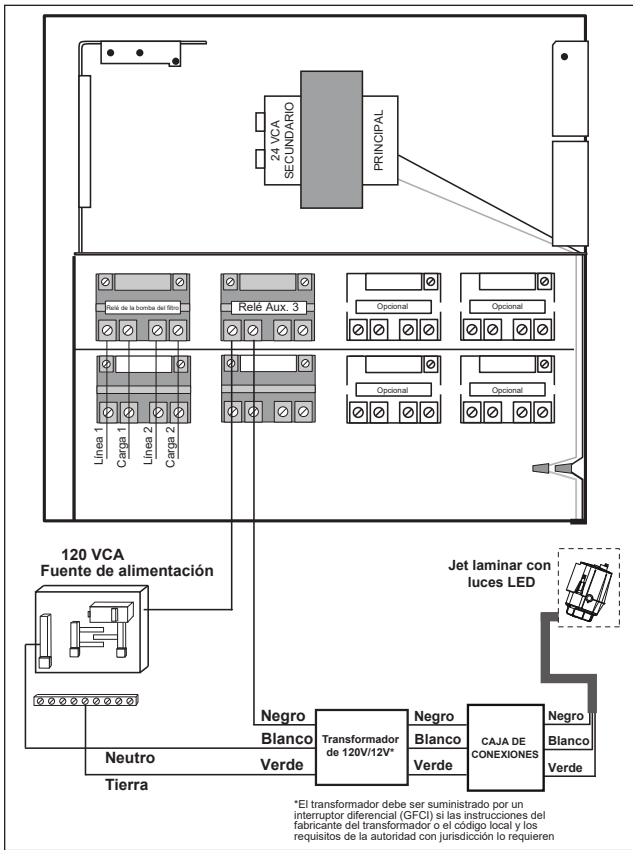 24 VCA
SECUNDARIO
PRINCIPAL
Relé de la bomba del filtro
Relé Aux. 3
Opcional
Opcional
Opcional
Opcional
Línea 1
Carga 1
Línea 2
Carga 2
120 VCA
Fuente de alimentación
Jet laminar con
luces LED
Negro
Blanco
Verde
Neutro
Tierra
Transformador
de 120V/12V*
Negro
Blanco
Verde
CAJA DE
CONEXIONES
Negro
Blanco
Verde
*El transformador debe ser suministrado por un
interruptor diferencial (GFCI) si las instrucciones del
fabricante del transformador o el código local y los
requisitos de la autoridad con jurisdicción lo requieren